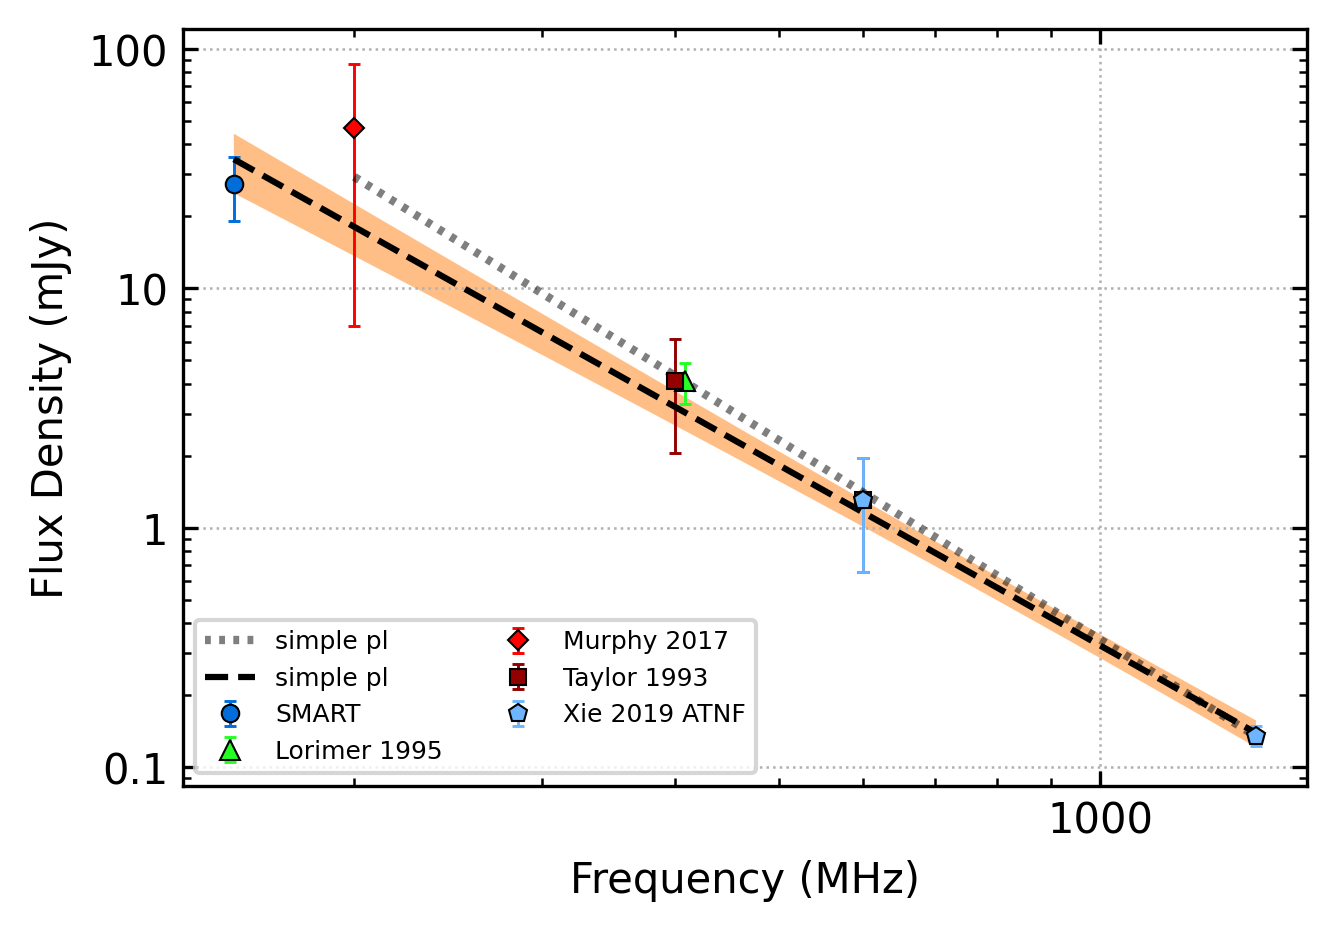 100
10
1
0.1
Flux Density (mJy)
simple pl
simple pl
SMART
Lorimer 1995
Murphy 2017
Taylor 1993
Xie 2019 ATNF
1000
Frequency (MHz)